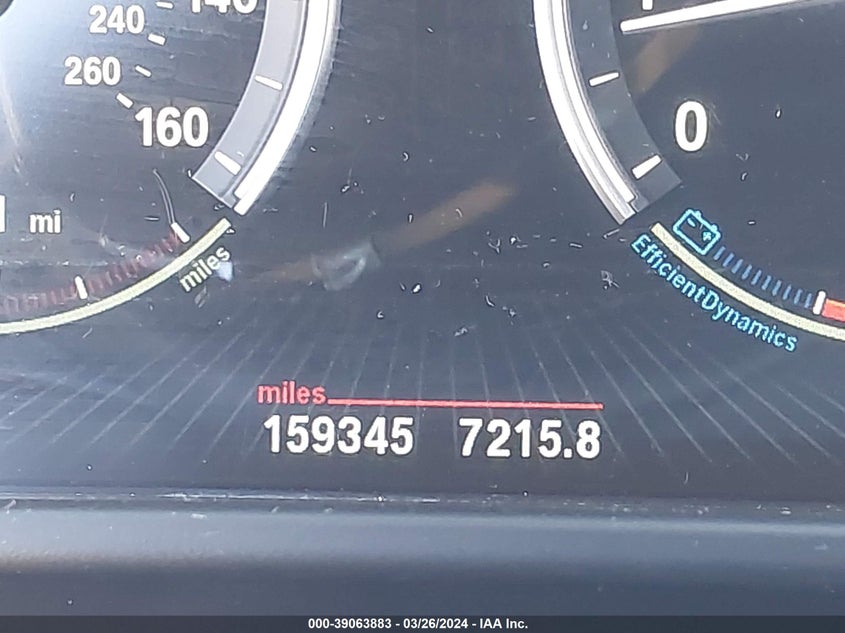 240
260
160
0
mi
miles
EfficientDynamics
miles
159345 7215.8
000-39063883 - 03/26/2024 - IAA Inc.